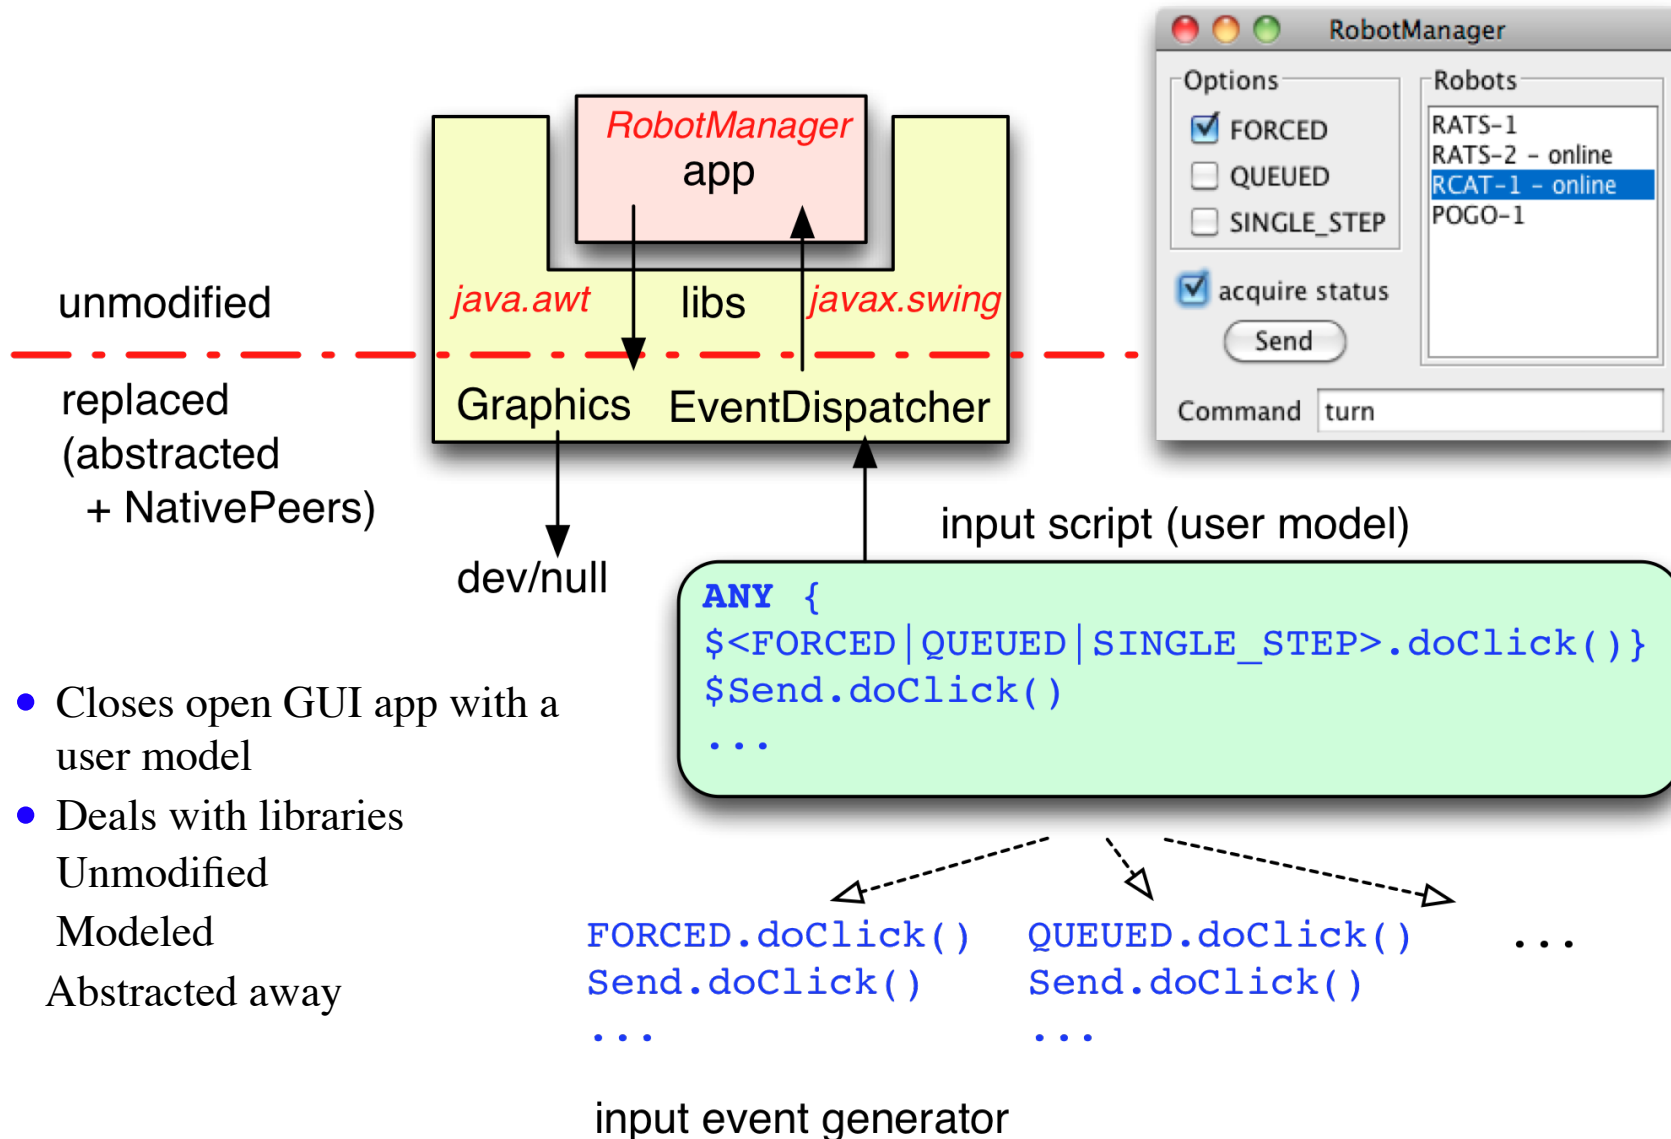 RobotManager
Options
FORCED
QUEUED
SINGLE_STEP
acquire status
Send
Robots
RATS-1
RATS-2 - online
RCAT-1 - online
POGO-1
Command turn
RobotManager
app
unmodified
java.awt libs javax.swing
replaced
(abstracted
+ NativePeers)
Graphics EventDispatcher
dev/null
input script (user model)
ANY {
$<FORCED|QUEUED|SINGLE_STEP>.doClick()}
$Send.doClick()
...
• Closes open GUI app with a
user model
• Deals with libraries
Unmodified
Modeled
Abstracted away
FORCED.doClick()
Send.doClick()
...
QUEUED.doClick()
Send.doClick()
...
...
input event generator